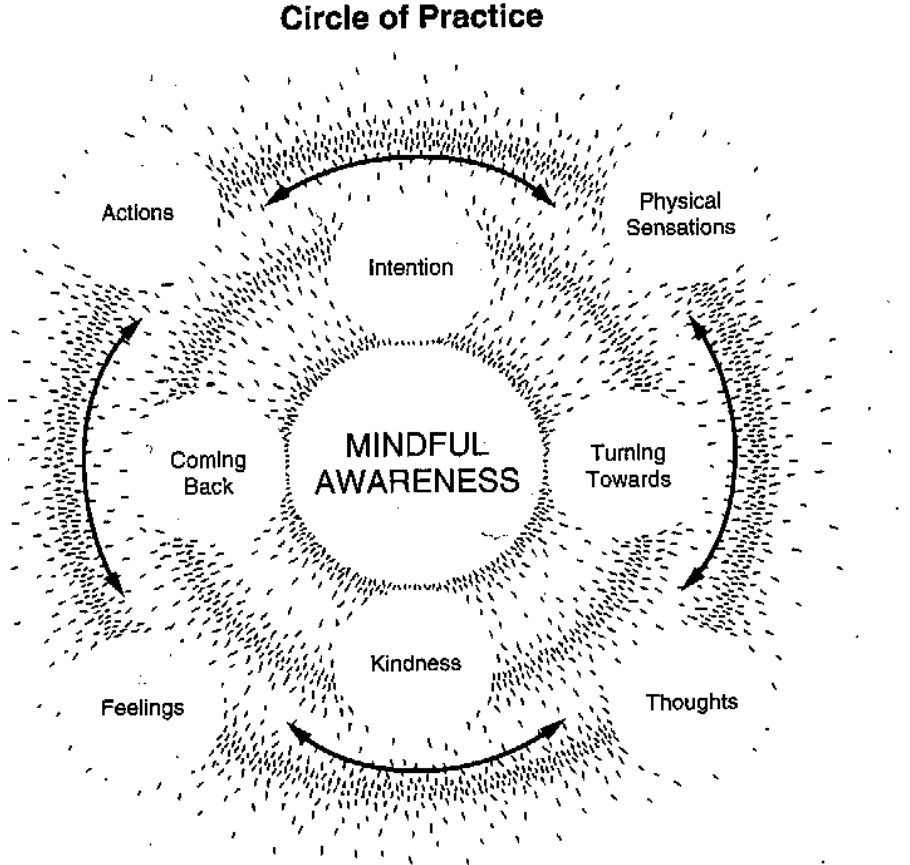 Circle of Practice
Actions
Physical
Sensations
Intention
Coming
Back
MINDFUL
AWARENESS
Turning
Towards
Kindness
Feelings
Thoughts